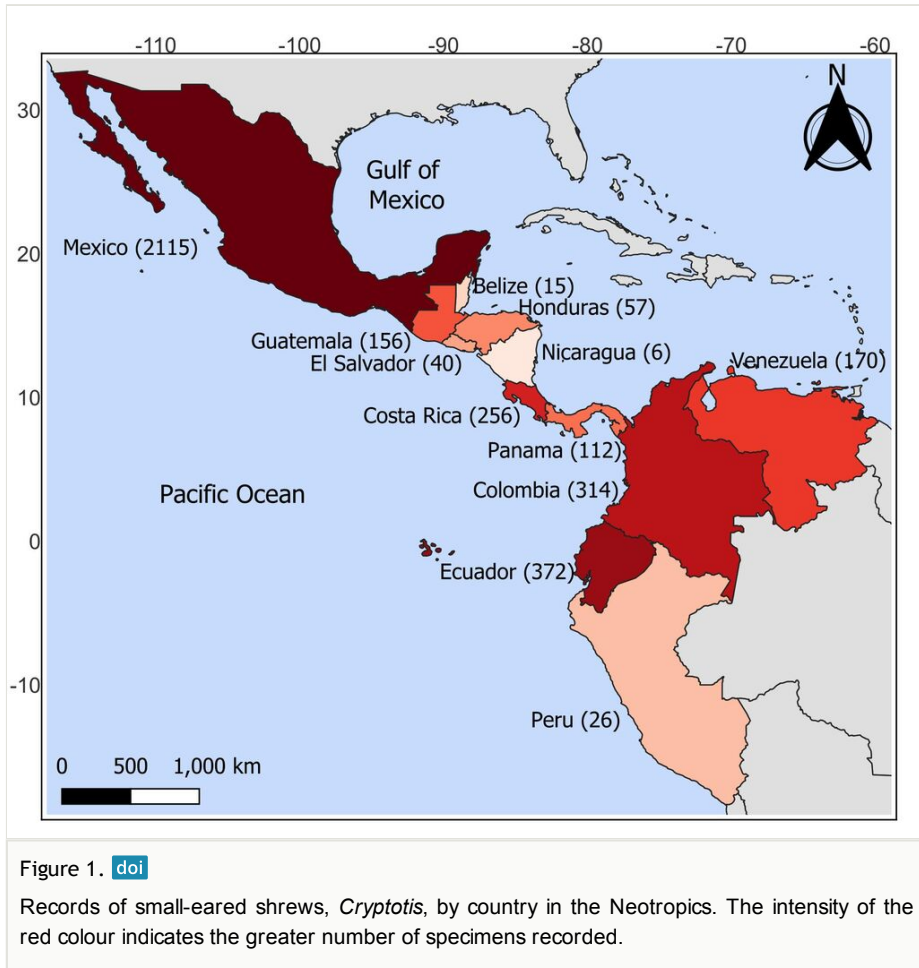 -110 -100 -90 -80 -70 -60
N
30
Gulf of
Mexico
20
Mexico (2115)
Belize (15)
Honduras (57)
Guatemala (156)
Nicaragua (6)
Venezuela (170)
El Salvador (40)
10
Costa Rica (256)
Panama (112)
Colombia (314)
Pacific Ocean
0
Ecuador (372)
-10
Peru (26)
0 500 1,000 km
Figure 1. doi
Records of small-eared shrews, Cryptotis, by country in the Neotropics. The intensity of the
red colour indicates the greater number of specimens recorded.